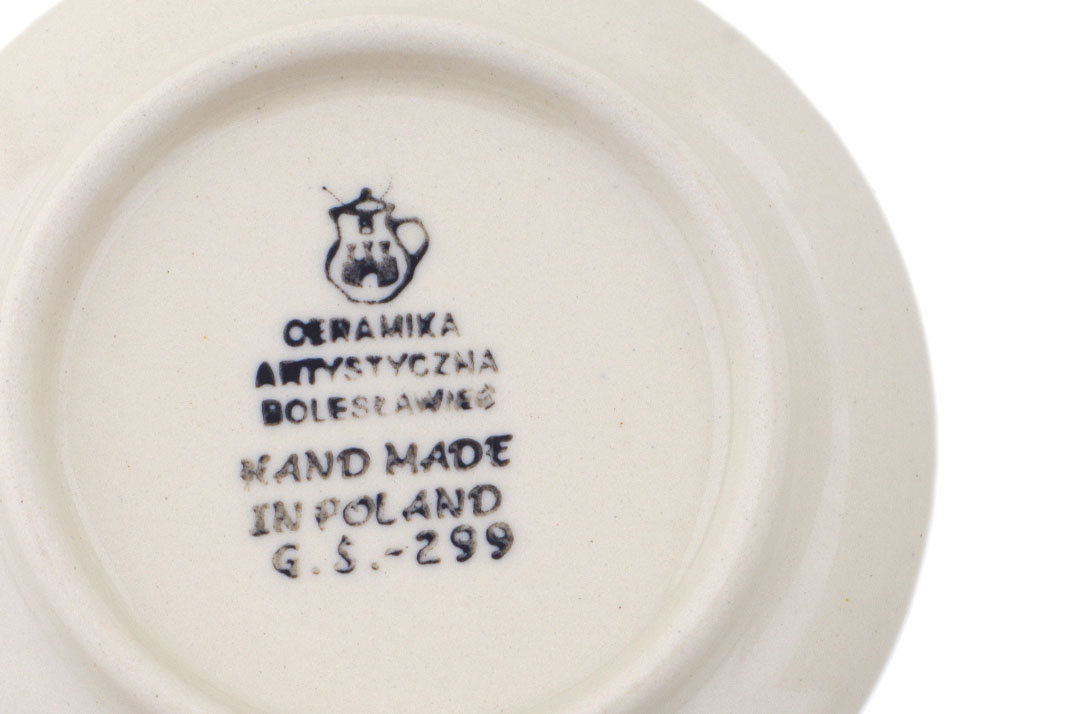 CERAMIKA
ARTYSTYCZNA
BOLESŁAWIEC
HAND MADE
IN POLAND
G.Ś.-299